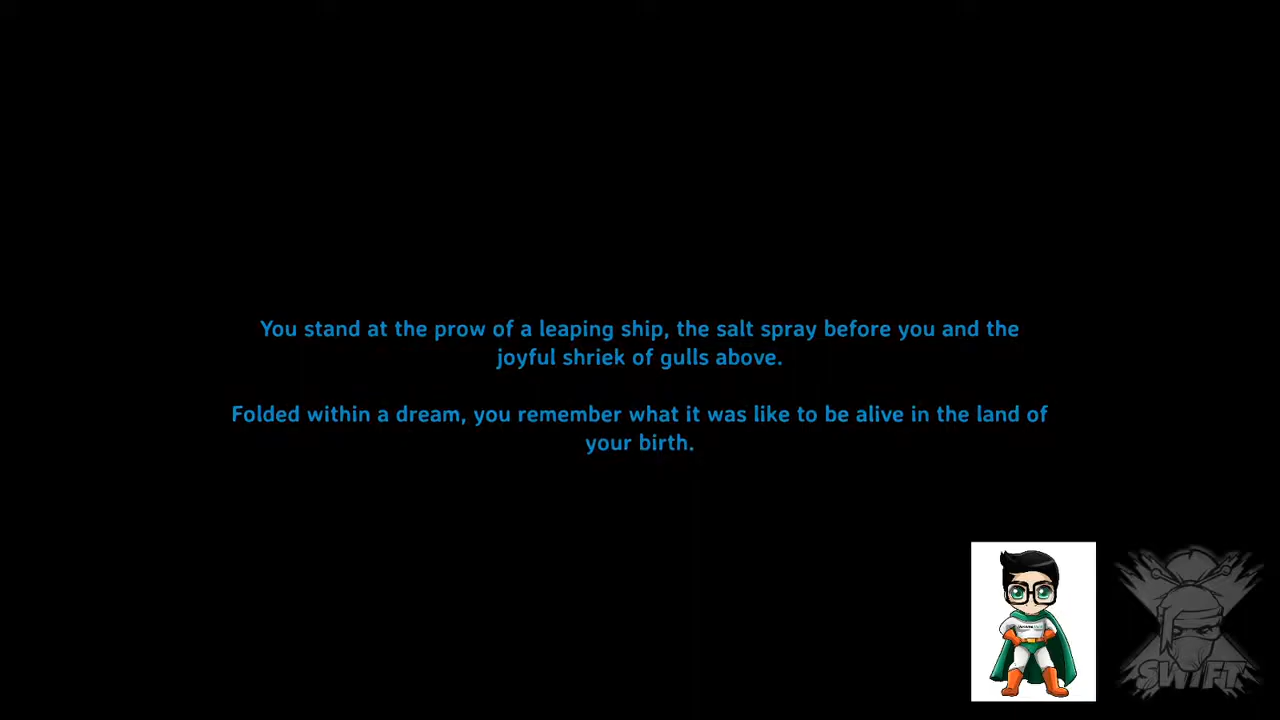 You stand at the prow of a leaping ship, the salt spray before you and the
joyful shriek of gulls above.
Folded within a dream, you remember what it was like to be alive in the land of
your birth.
SWIFT